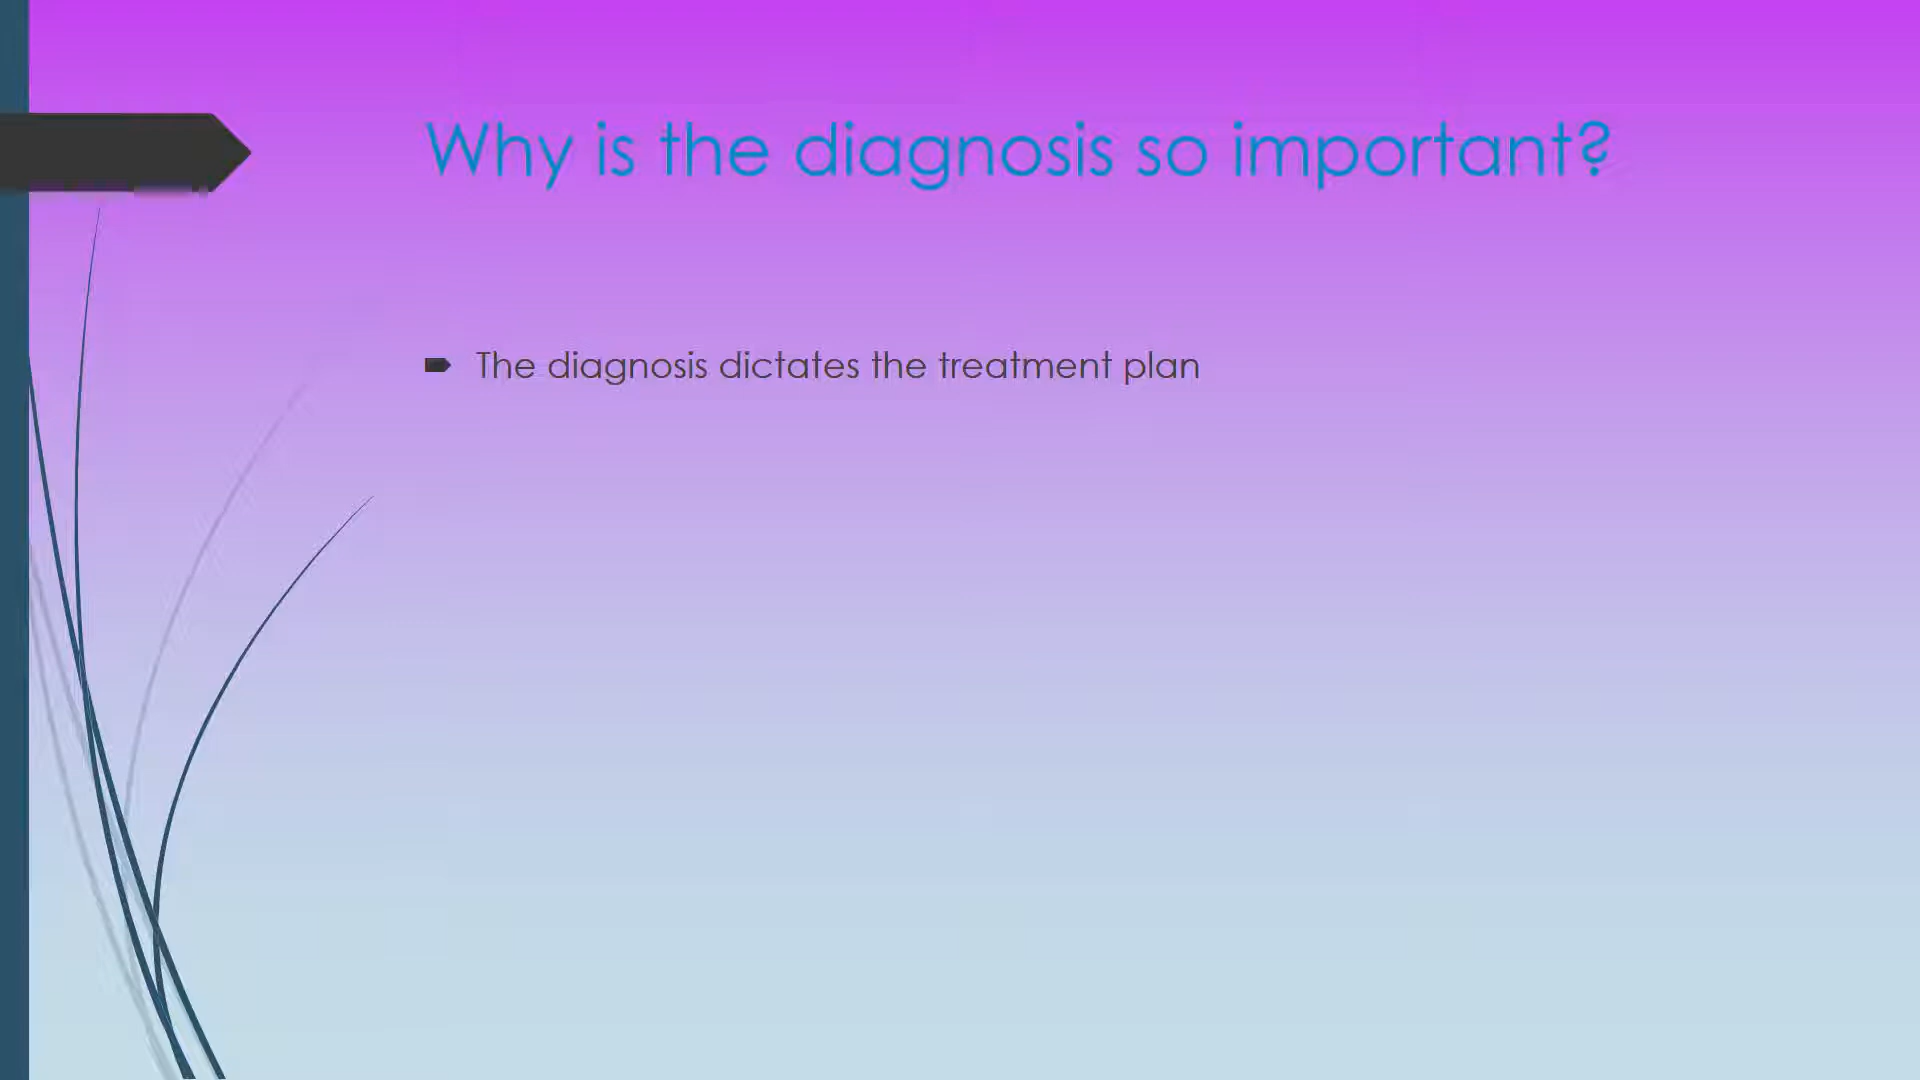 Why is the diagnosis so important?
The diagnosis dictates the treatment plan